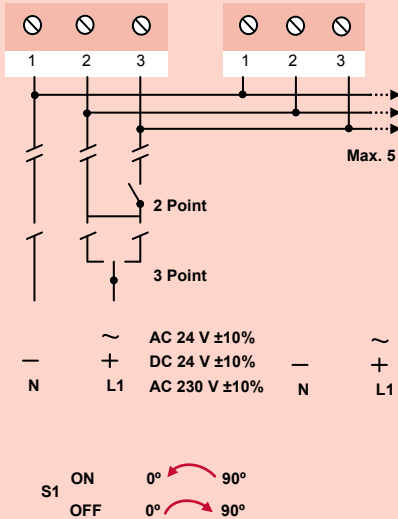 1 2 3 1 2 3
Max. 5
2 Point
3 Point
~ AC 24 V ±10% ~
— + DC 24 V ±10% — +
N L1 AC 230 V ±10% N L1
S1
ON 0º 90º
OFF 0º 90º